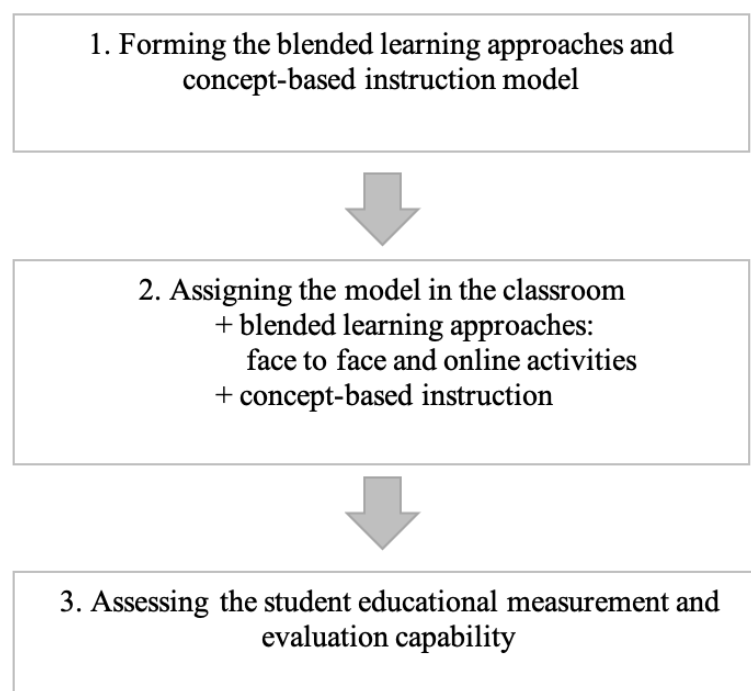 1. Forming the blended learning approaches and
concept-based instruction model
2. Assigning the model in the classroom
+ blended learning approaches:
face to face and online activities
+ concept-based instruction
3. Assessing the student educational measurement and
evaluation capability